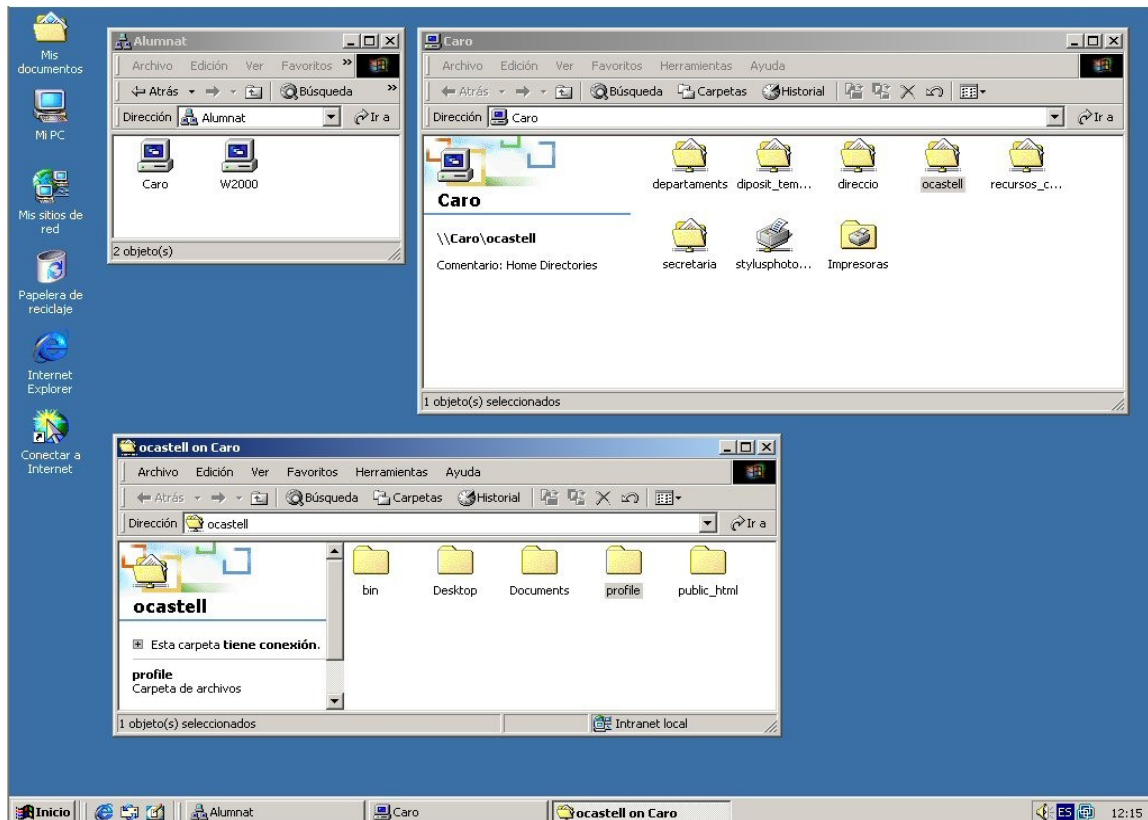 Mis
documentos
Mi PC
Mis sitios de
red
Papelera de
reciclaje
Internet
Explorer
Conectar a
Internet
Alumnat
Archivo Edición Ver Favoritos »
Atrás Búsqueda »
Dirección Alumnat Ir a
Caro W2000
2 objeto(s)
Caro
Archivo Edición Ver Favoritos Herramientas Ayuda
Atrás Búsqueda Carpetas Historial
Dirección Caro Ir a
Caro
\\Caro\ocastell
Comentario: Home Directories
departaments diposit_tem... direccio ocastell recursos_c...
secretaria stylusphoto... Impresoras
1 objeto(s) seleccionados
ocastell on Caro
Archivo Edición Ver Favoritos Herramientas Ayuda
Atrás Búsqueda Carpetas Historial
Dirección ocastell Ir a
ocastell
Esta carpeta tiene conexión.
profile
Carpeta de archivos
bin Desktop Documents profile public_html
1 objeto(s) seleccionados Intranet local
Inicio Alumnat Caro ocastell on Caro ES 12:15